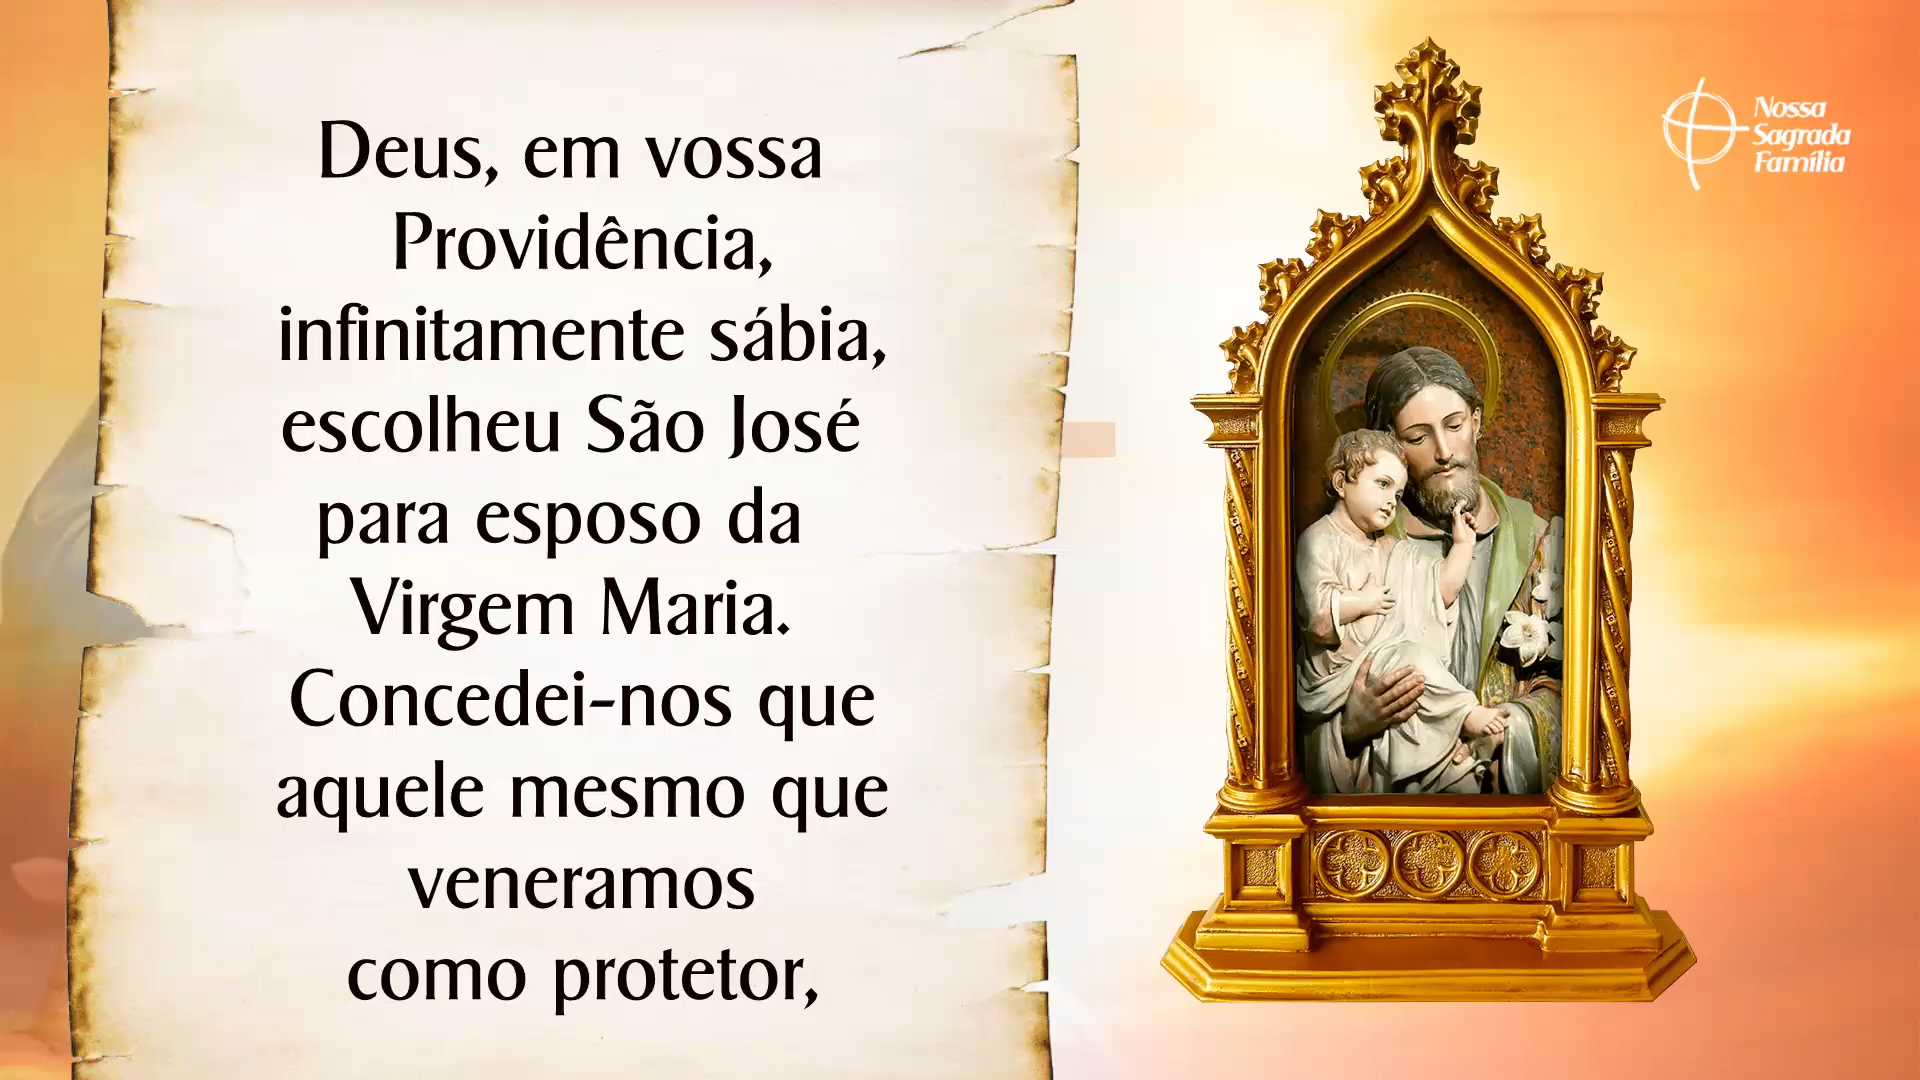 Deus, em vossa
Providência,
infinitamente sábia,
escolheu São José
para esposo da
Virgem Maria.
Concedei-nos que
aquele mesmo que
veneramos
como protetor,
Nossa
Sagrada
Família